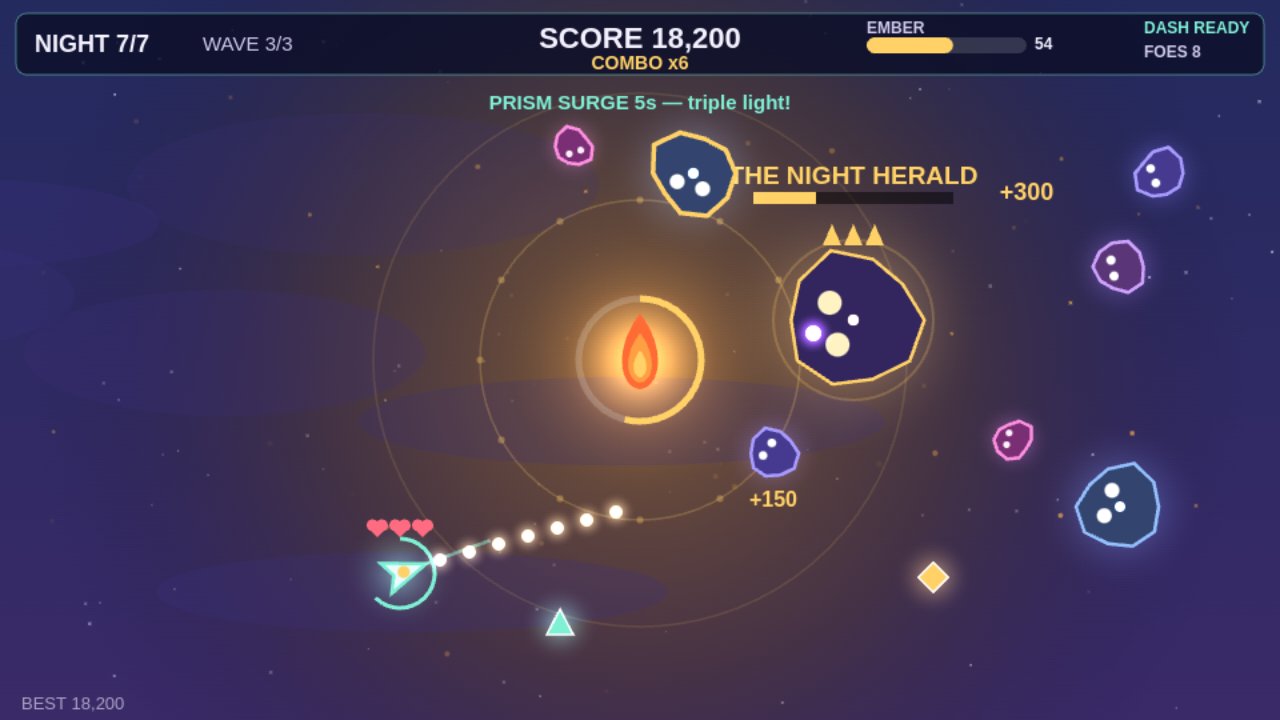 NIGHT 7/7
WAVE 3/3
SCORE 18,200
COMBO x6
EMBER
54
DASH READY
FOES 8
PRISM SURGE 5s — triple light!
THE NIGHT HERALD
+300
+150
BEST 18,200